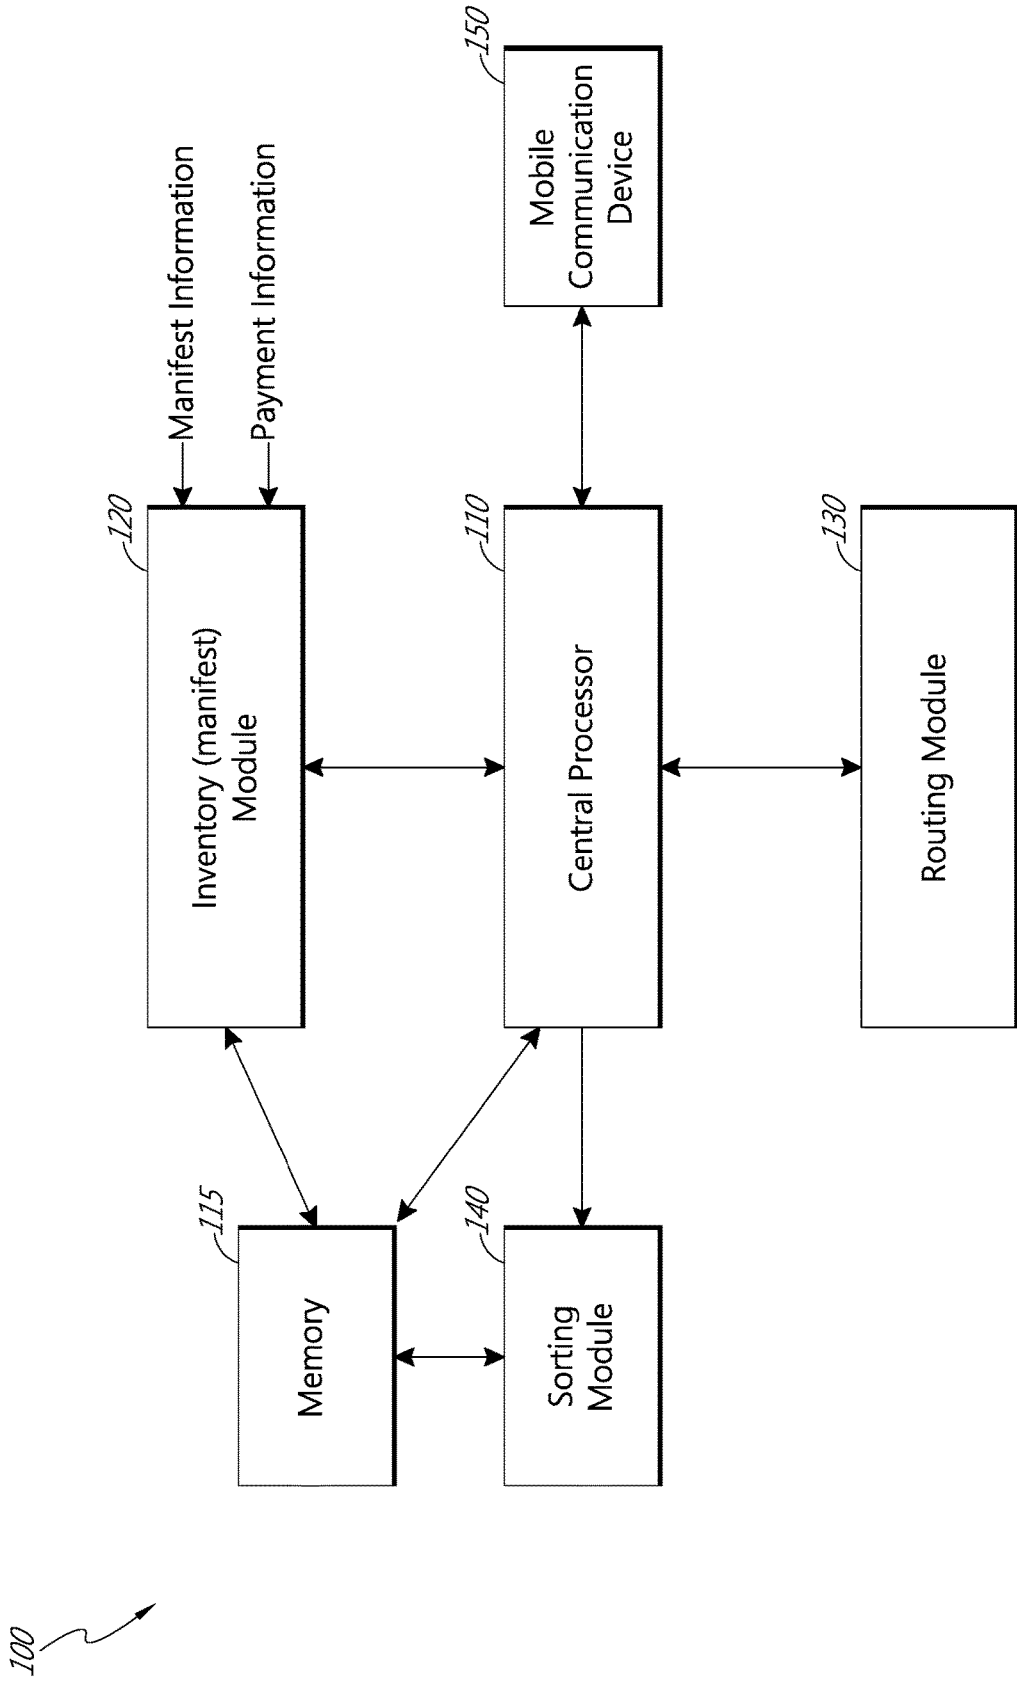 100
115
Memory
140
Sorting
Module
120
Inventory (manifest)
Module
Manifest Information
Payment Information
110
Central Processor
150
Mobile
Communication
Device
130
Routing Module